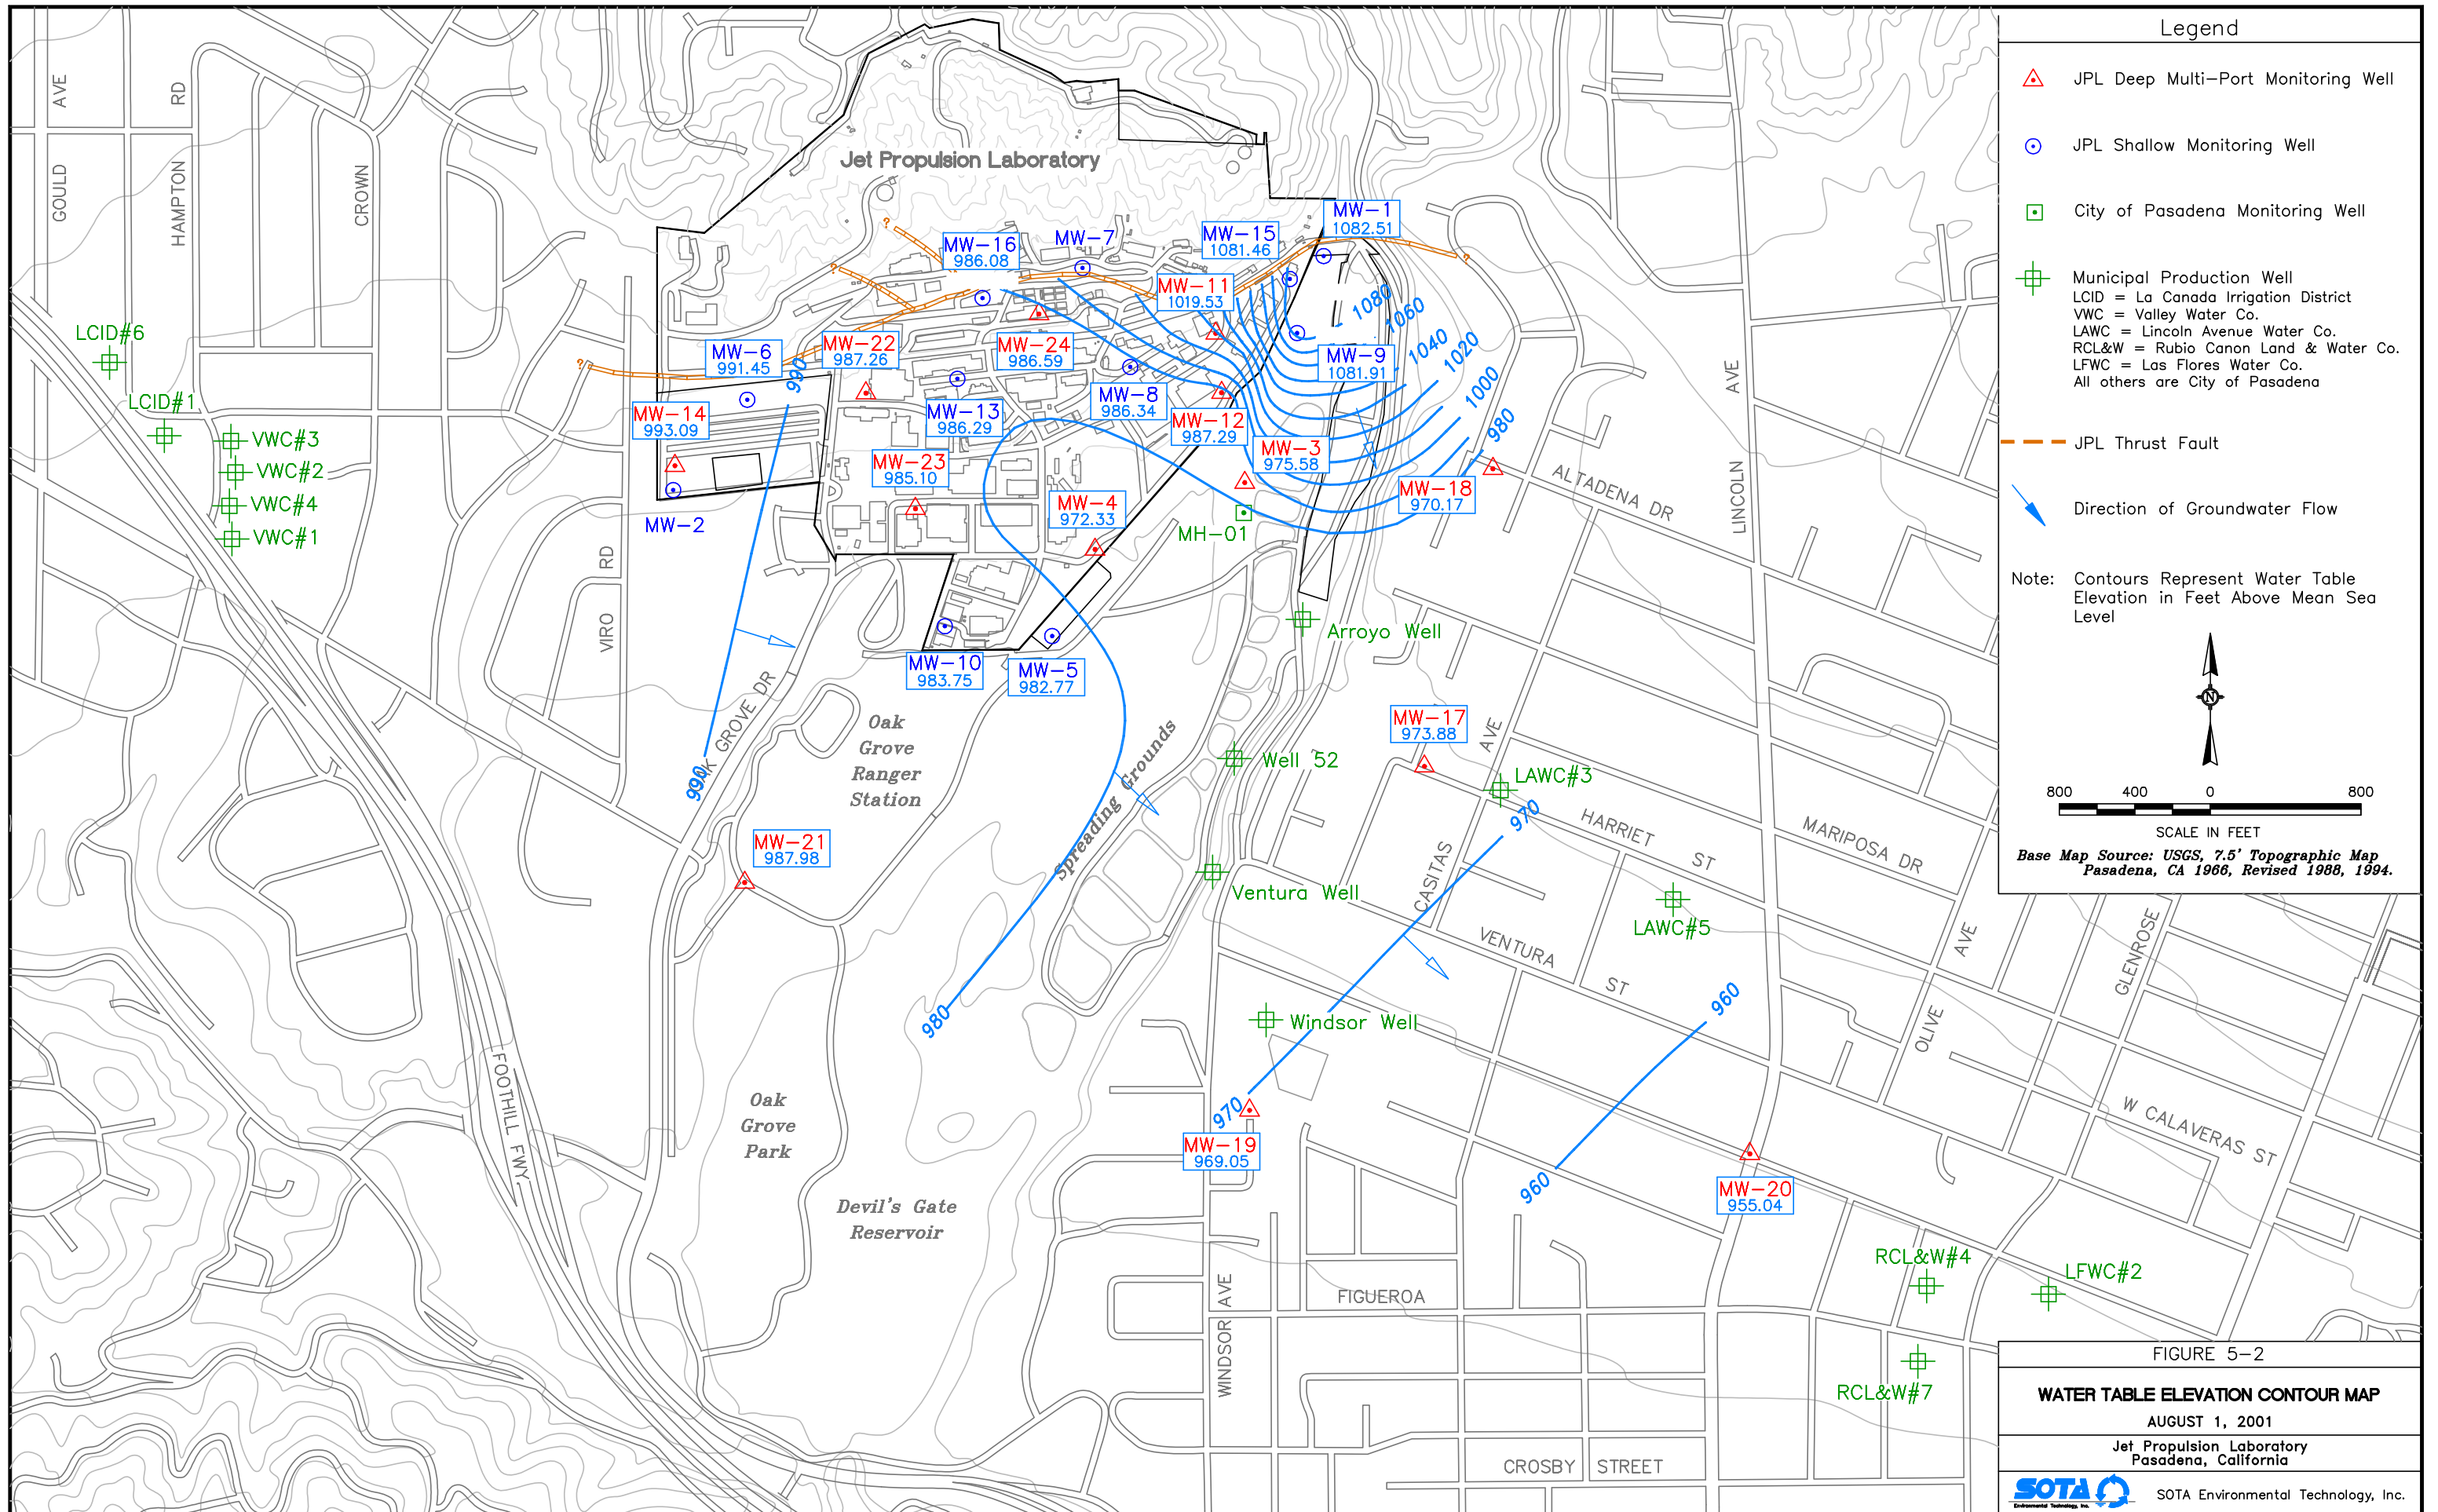 Legend
JPL Deep Multi-Port Monitoring Well
JPL Shallow Monitoring Well
City of Pasadena Monitoring Well
Municipal Production Well
LCID = La Canada Irrigation District
VWC = Valley Water Co.
LAWC = Lincoln Avenue Water Co.
RCL&W = Rubio Canon Land & Water Co.
LFWC = Las Flores Water Co.
All others are City of Pasadena
JPL Thrust Fault
Direction of Groundwater Flow
Note: Contours Represent Water Table
Elevation in Feet Above Mean Sea
Level
N
800 400 0 800
SCALE IN FEET
Base Map Source: USGS, 7.5' Topographic Map
Pasadena, CA 1966, Revised 1988, 1994.
GOULD AVE
HAMPTON RD
CROWN
Jet Propulsion Laboratory
MW-1
1082.51
MW-15
1081.46
MW-7
MW-16
986.08
?
?
?
?
MW-11
1019.53
1080
1060
1040
1020
1000
980
LCID#6
MW-6
991.45
990
MW-22
987.26
MW-24
986.59
MW-9
1081.91
LCID#1
MW-14
993.09
MW-13
986.29
MW-8
986.34
MW-12
987.29
VWC#3
VWC#2
VWC#4
VWC#1
MW-23
985.10
MW-3
975.58
MW-18
970.17
MW-2
MW-4
972.33
MH-01
ALTADENA DR
LINCOLN AVE
VIRO RD
Arroyo Well
MW-10
983.75
MW-5
982.77
OAK GROVE DR
990
Oak
Grove
Ranger
Station
Spreading Grounds
Well 52
MW-17
973.88
CASITAS AVE
LAWC#3
970
HARRIET ST
MARIPOSA DR
MW-21
987.98
Ventura Well
LAWC#5
VENTURA ST
OLIVE AVE
GLENROSE
980
Windsor Well
960
FOOTHILL FWY
Oak
Grove
Park
970
MW-19
969.05
W CALAVERAS ST
960
MW-20
955.04
Devil's Gate
Reservoir
RCL&W#4
LFWC#2
WINDSOR AVE
FIGUEROA
RCL&W#7
CROSBY STREET
FIGURE 5-2
WATER TABLE ELEVATION CONTOUR MAP
AUGUST 1, 2001
Jet Propulsion Laboratory
Pasadena, California
SOTA
Environmental Technology, Inc.
SOTA Environmental Technology, Inc.